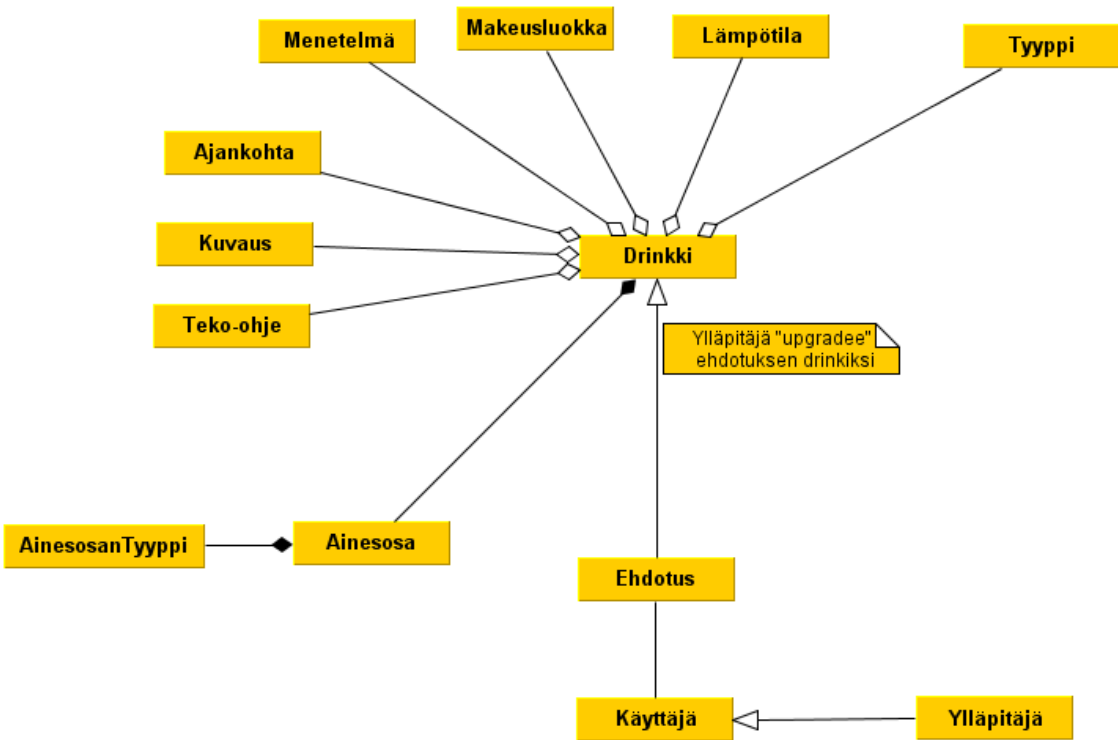 Menetelmä
Makeusluokka
Lämpötila
Tyyppi
Ajankohta
Kuvaus
Drinkki
Teko-ohje
Ylläpitäjä "upgradee"
ehdotuksen drinkiksi
AinesosanTyyppi
Ainesosa
Ehdotus
Käyttäjä
Ylläpitäjä